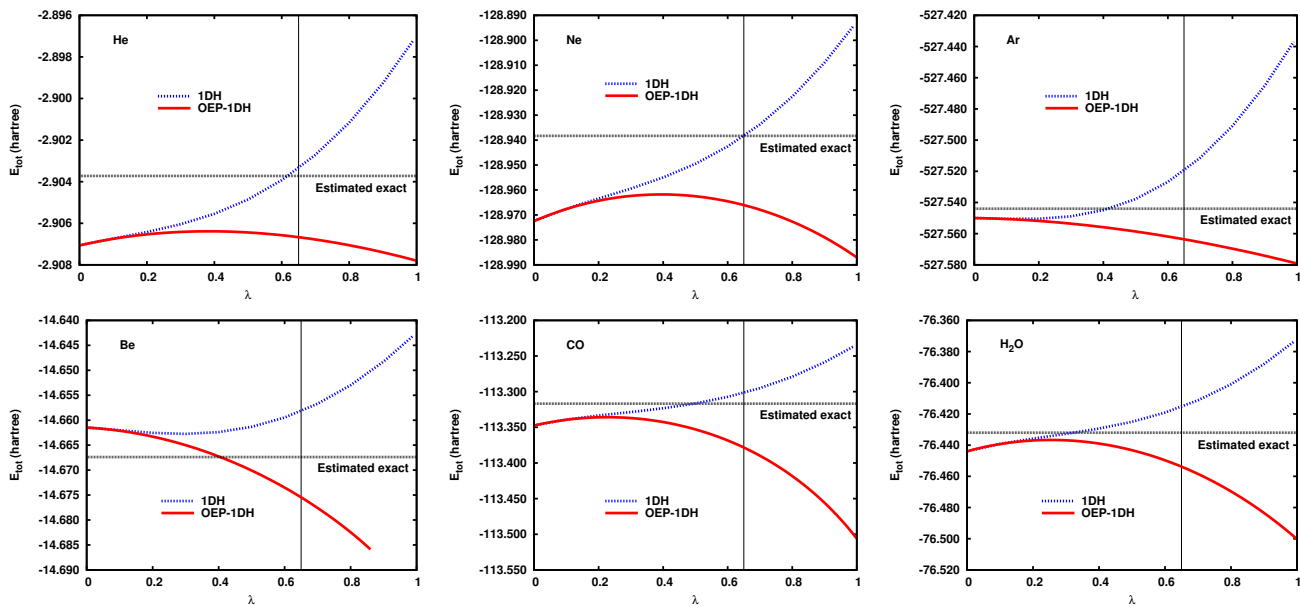 He
E_tot (hartree)
-2.896
-2.898
-2.900
-2.902
-2.904
-2.906
-2.908
1DH
OEP-1DH
Estimated exact
0 0.2 0.4 0.6 0.8 1
λ
Ne
E_tot (hartree)
-128.890
-128.900
-128.910
-128.920
-128.930
-128.940
-128.950
-128.960
-128.970
-128.980
-128.990
1DH
OEP-1DH
Estimated exact
0 0.2 0.4 0.6 0.8 1
λ
Ar
E_tot (hartree)
-527.420
-527.440
-527.460
-527.480
-527.500
-527.520
-527.540
-527.560
-527.580
1DH
OEP-1DH
Estimated exact
0 0.2 0.4 0.6 0.8 1
λ
Be
E_tot (hartree)
-14.640
-14.645
-14.650
-14.655
-14.660
-14.665
-14.670
-14.675
-14.680
-14.685
-14.690
Estimated exact
1DH
OEP-1DH
0 0.2 0.4 0.6 0.8 1
λ
CO
E_tot (hartree)
-113.200
-113.250
-113.300
-113.350
-113.400
-113.450
-113.500
-113.550
Estimated exact
1DH
OEP-1DH
0 0.2 0.4 0.6 0.8 1
λ
H₂O
E_tot (hartree)
-76.360
-76.380
-76.400
-76.420
-76.440
-76.460
-76.480
-76.500
-76.520
Estimated exact
1DH
OEP-1DH
0 0.2 0.4 0.6 0.8 1
λ